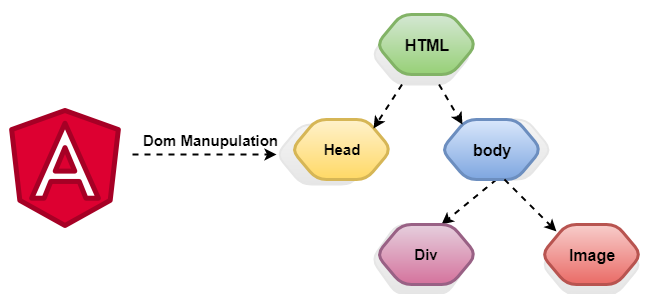 HTML
A
Dom Manupulation
Head
body
Div
Image